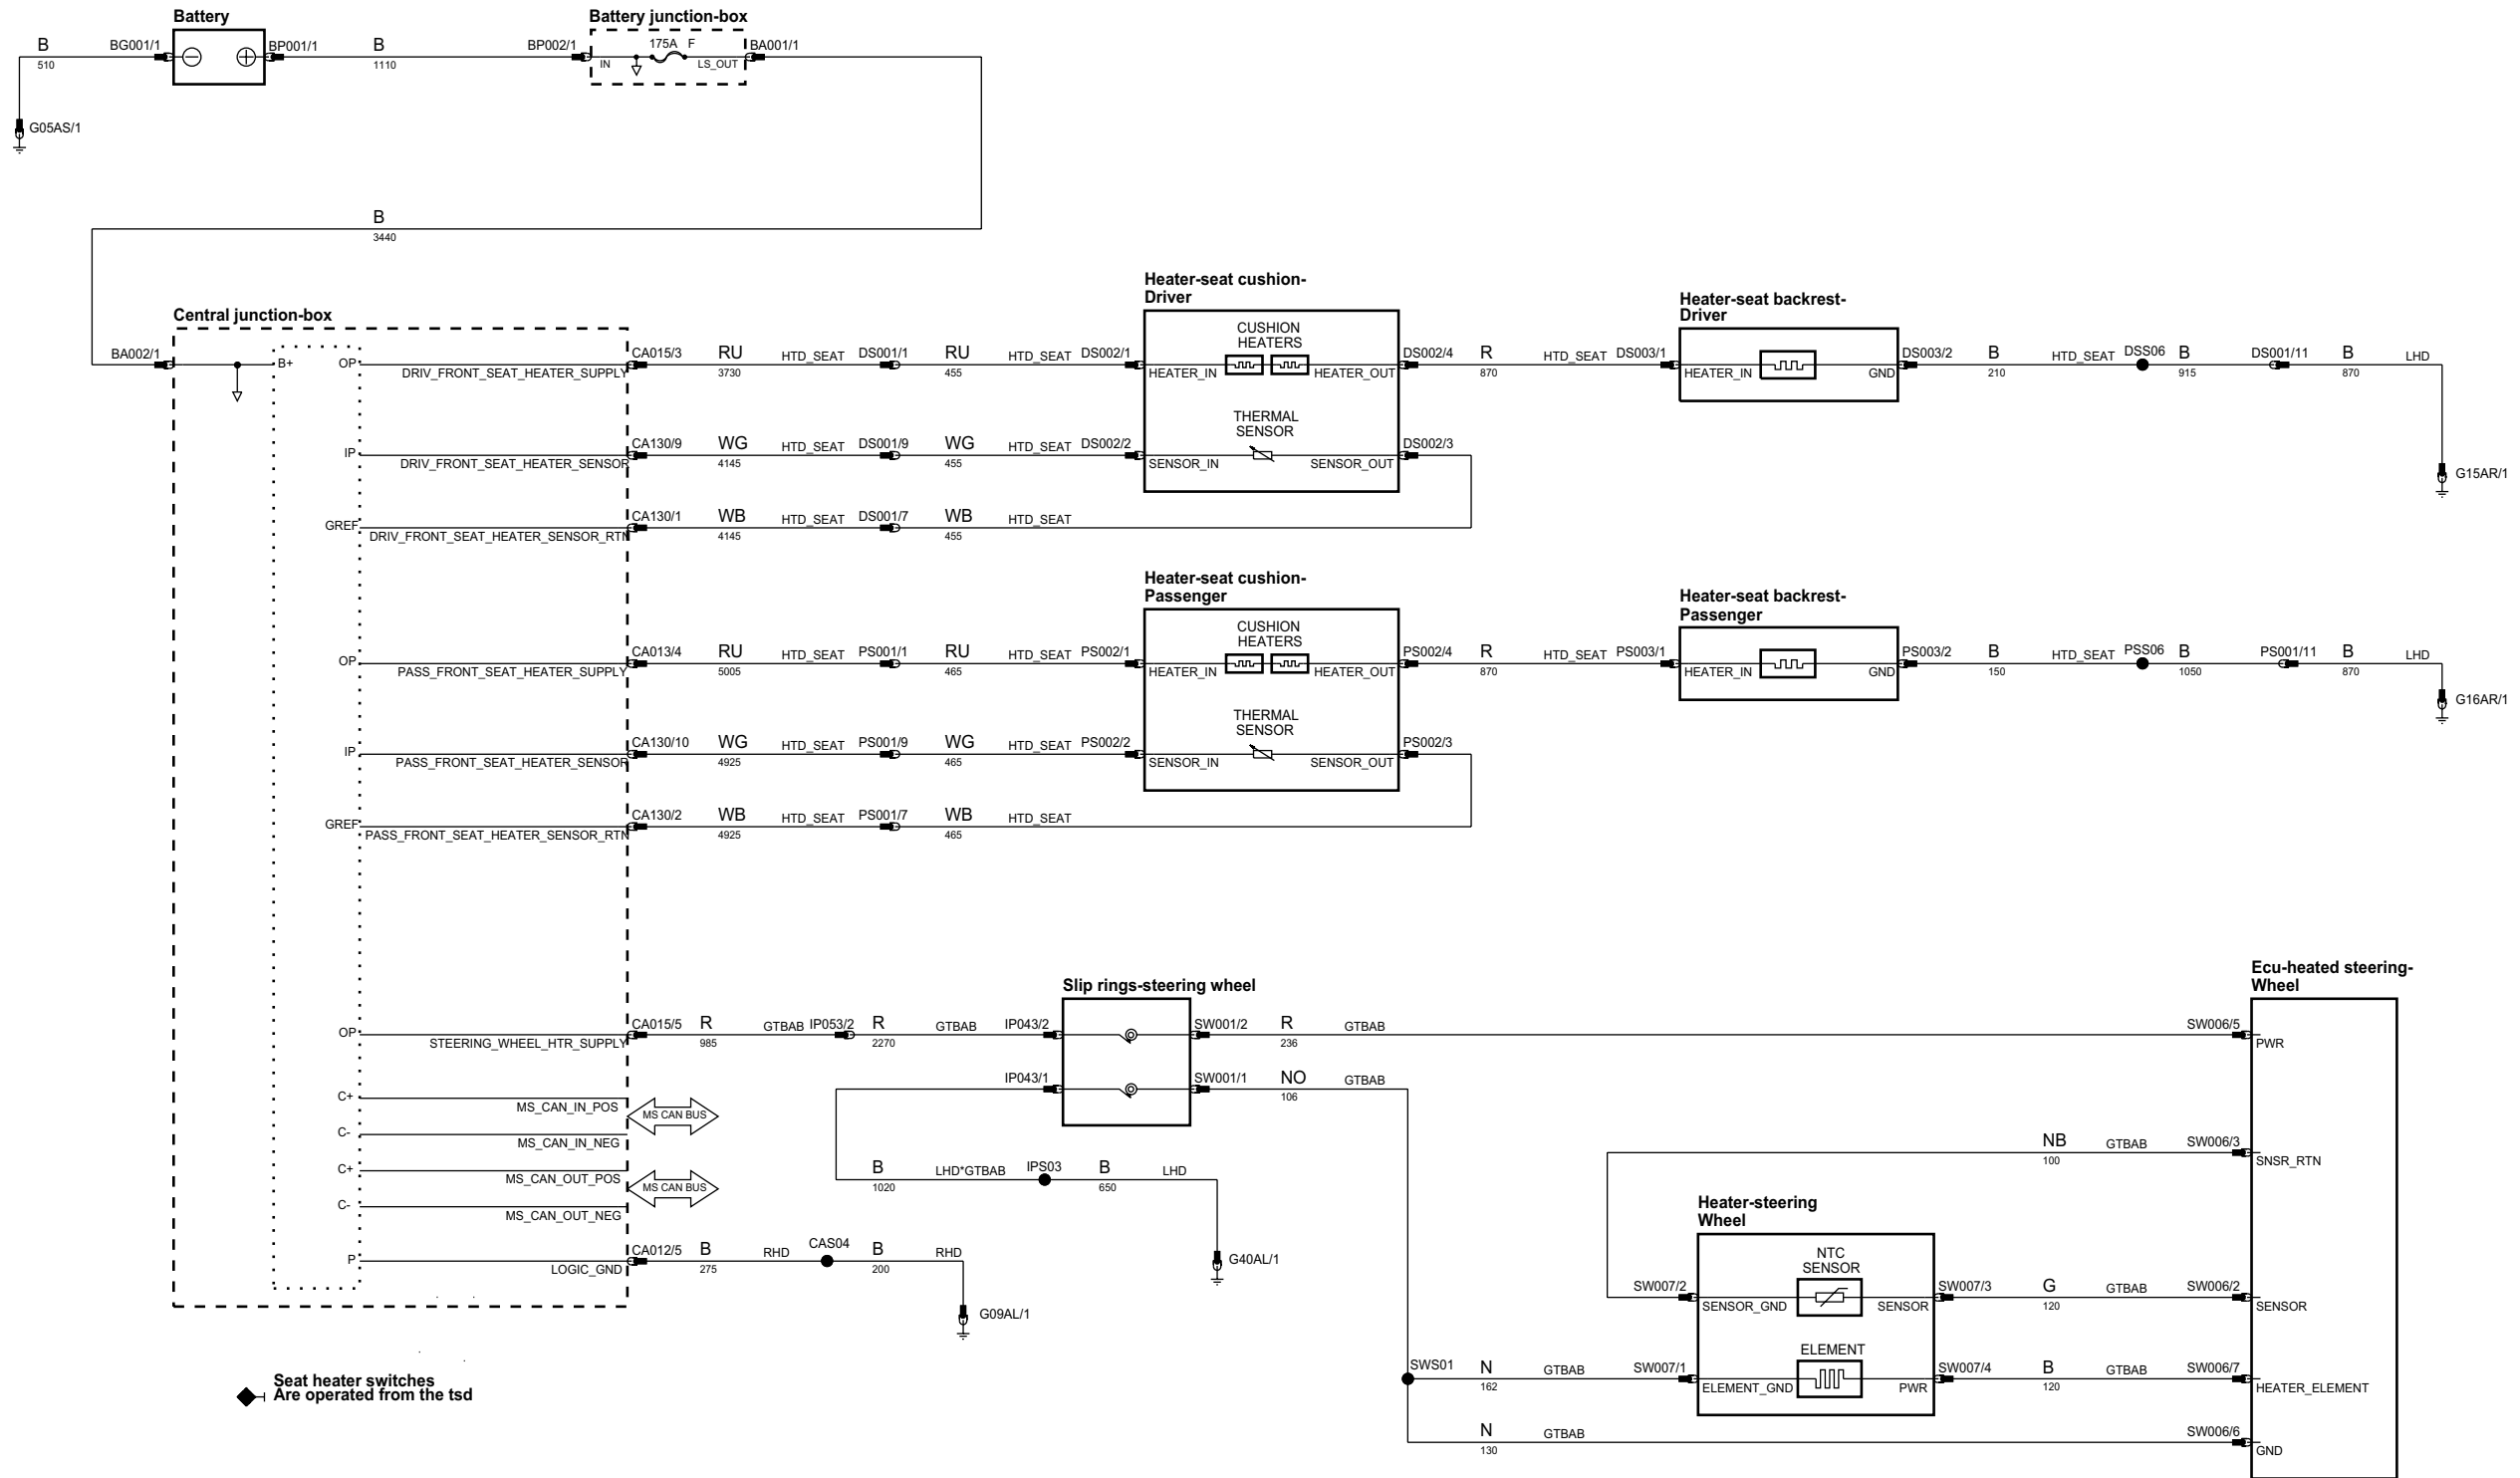 Battery
Battery junction-box
B
510
BG001/1
BP001/1
B
1110
BP002/1
IN
175A F
LS_OUT
BA001/1
G05AS/1
B
3440
Central junction-box
BA002/1
B+
OP
DRIV_FRONT_SEAT_HEATER_SUPPLY
CA015/3
RU
3730
HTD_SEAT
DS001/1
RU
455
HTD_SEAT
DS002/1
Heater-seat cushion-
Driver
CUSHION
HEATERS
HEATER_IN
HEATER_OUT
DS002/4
R
870
HTD_SEAT
DS003/1
Heater-seat backrest-
Driver
HEATER_IN
GND
DS003/2
B
210
HTD_SEAT
DSS06
B
915
DS001/11
B
870
LHD
G15AR/1
IP
DRIV_FRONT_SEAT_HEATER_SENSOR
CA130/9
WG
4145
HTD_SEAT
DS001/9
WG
455
HTD_SEAT
DS002/2
THERMAL
SENSOR
SENSOR_IN
SENSOR_OUT
DS002/3
GREF
DRIV_FRONT_SEAT_HEATER_SENSOR_RTN
CA130/1
WB
4145
HTD_SEAT
DS001/7
WB
455
HTD_SEAT
OP
PASS_FRONT_SEAT_HEATER_SUPPLY
CA013/4
RU
5005
HTD_SEAT
PS001/1
RU
465
HTD_SEAT
PS002/1
Heater-seat cushion-
Passenger
CUSHION
HEATERS
HEATER_IN
HEATER_OUT
PS002/4
R
870
HTD_SEAT
PS003/1
Heater-seat backrest-
Passenger
HEATER_IN
GND
PS003/2
B
150
HTD_SEAT
PSS06
B
1050
PS001/11
B
870
LHD
G16AR/1
IP
PASS_FRONT_SEAT_HEATER_SENSOR
CA130/10
WG
4925
HTD_SEAT
PS001/9
WG
465
HTD_SEAT
PS002/2
THERMAL
SENSOR
SENSOR_IN
SENSOR_OUT
PS002/3
GREF
PASS_FRONT_SEAT_HEATER_SENSOR_RTN
CA130/2
WB
4925
HTD_SEAT
PS001/7
WB
465
HTD_SEAT
OP
STEERING_WHEEL_HTR_SUPPLY
CA015/5
R
985
GTBAB
IP053/2
R
2270
GTBAB
IP043/2
Slip rings-steering wheel
SW001/2
R
236
GTBAB
SW006/5
Ecu-heated steering-
Wheel
PWR
IP043/1
SW001/1
NO
106
GTBAB
C+
MS_CAN_IN_POS
C-
MS_CAN_IN_NEG
MS CAN BUS
C+
MS_CAN_OUT_POS
C-
MS_CAN_OUT_NEG
MS CAN BUS
B
1020
LHD*GTBAB
IPS03
B
650
LHD
G40AL/1
NB
100
GTBAB
SW006/3
SNSR_RTN
P
LOGIC_GND
CA012/5
B
275
RHD
CAS04
B
200
RHD
G09AL/1
Heater-steering
Wheel
NTC
SENSOR
SW007/2
SENSOR_GND
SENSOR
SW007/3
G
120
GTBAB
SW006/2
SENSOR
SWS01
N
162
GTBAB
SW007/1
ELEMENT
ELEMENT_GND
PWR
SW007/4
B
120
GTBAB
SW006/7
HEATER_ELEMENT
N
130
GTBAB
SW006/6
GND
Seat heater switches
Are operated from the tsd